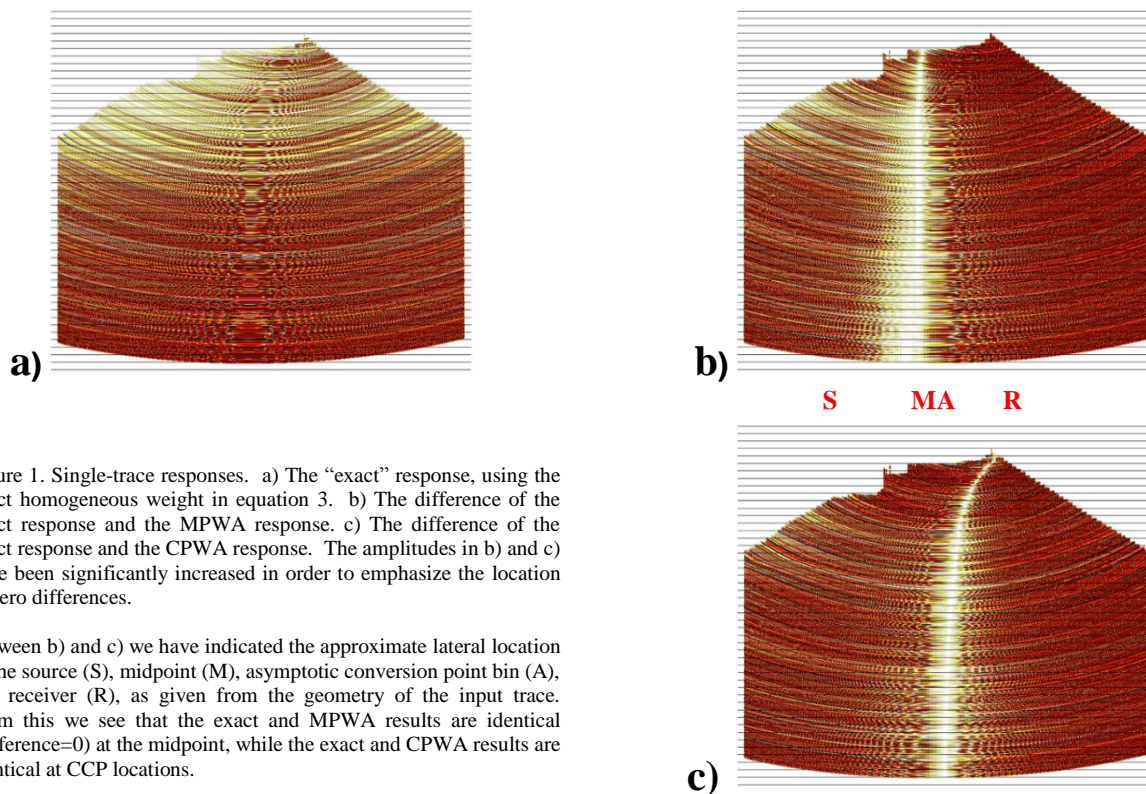 a)
b)
S MA R
ure 1. Single-trace responses. a) The “exact” response, using the
ct homogeneous weight in equation 3. b) The difference of the
ct response and the MPWA response. c) The difference of the
ct response and the CPWA response. The amplitudes in b) and c)
e been significantly increased in order to emphasize the location
ero differences.
ween b) and c) we have indicated the approximate lateral location
he source (S), midpoint (M), asymptotic conversion point bin (A),
receiver (R), as given from the geometry of the input trace.
m this we see that the exact and MPWA results are identical
ference=0) at the midpoint, while the exact and CPWA results are
ntical at CCP locations.
c)